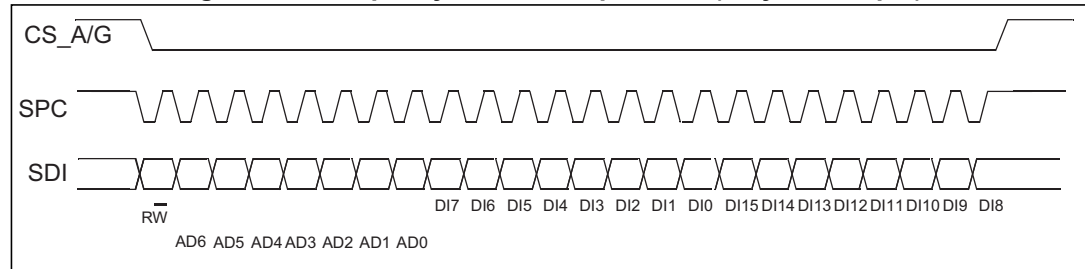 CS_A/G
SPC
SDI
RW DI7 DI6 DI5 DI4 DI3 DI2 DI1 DI0 DI15 DI14 DI13 DI12 DI11 DI10 DI9 DI8
AD6 AD5 AD4 AD3 AD2 AD1 AD0